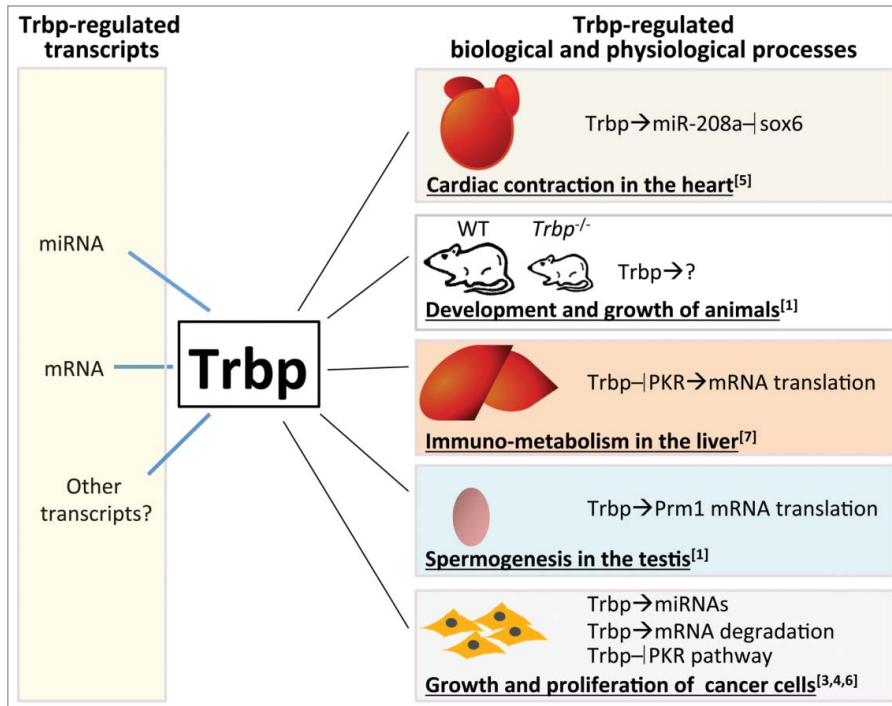 Trbp-regulated
transcripts
miRNA
mRNA
Other
transcripts?
Trbp
Trbp-regulated
biological and physiological processes
Trbp→miR-208a⊣sox6
Cardiac contraction in the heart[5]
WT Trbp-/-
Trbp→?
Development and growth of animals[1]
Trbp⊣PKR→mRNA translation
Immuno-metabolism in the liver[7]
Trbp→Prm1 mRNA translation
Spermogenesis in the testis[1]
Trbp→miRNAs
Trbp→mRNA degradation
Trbp⊣PKR pathway
Growth and proliferation of cancer cells[3,4,6]